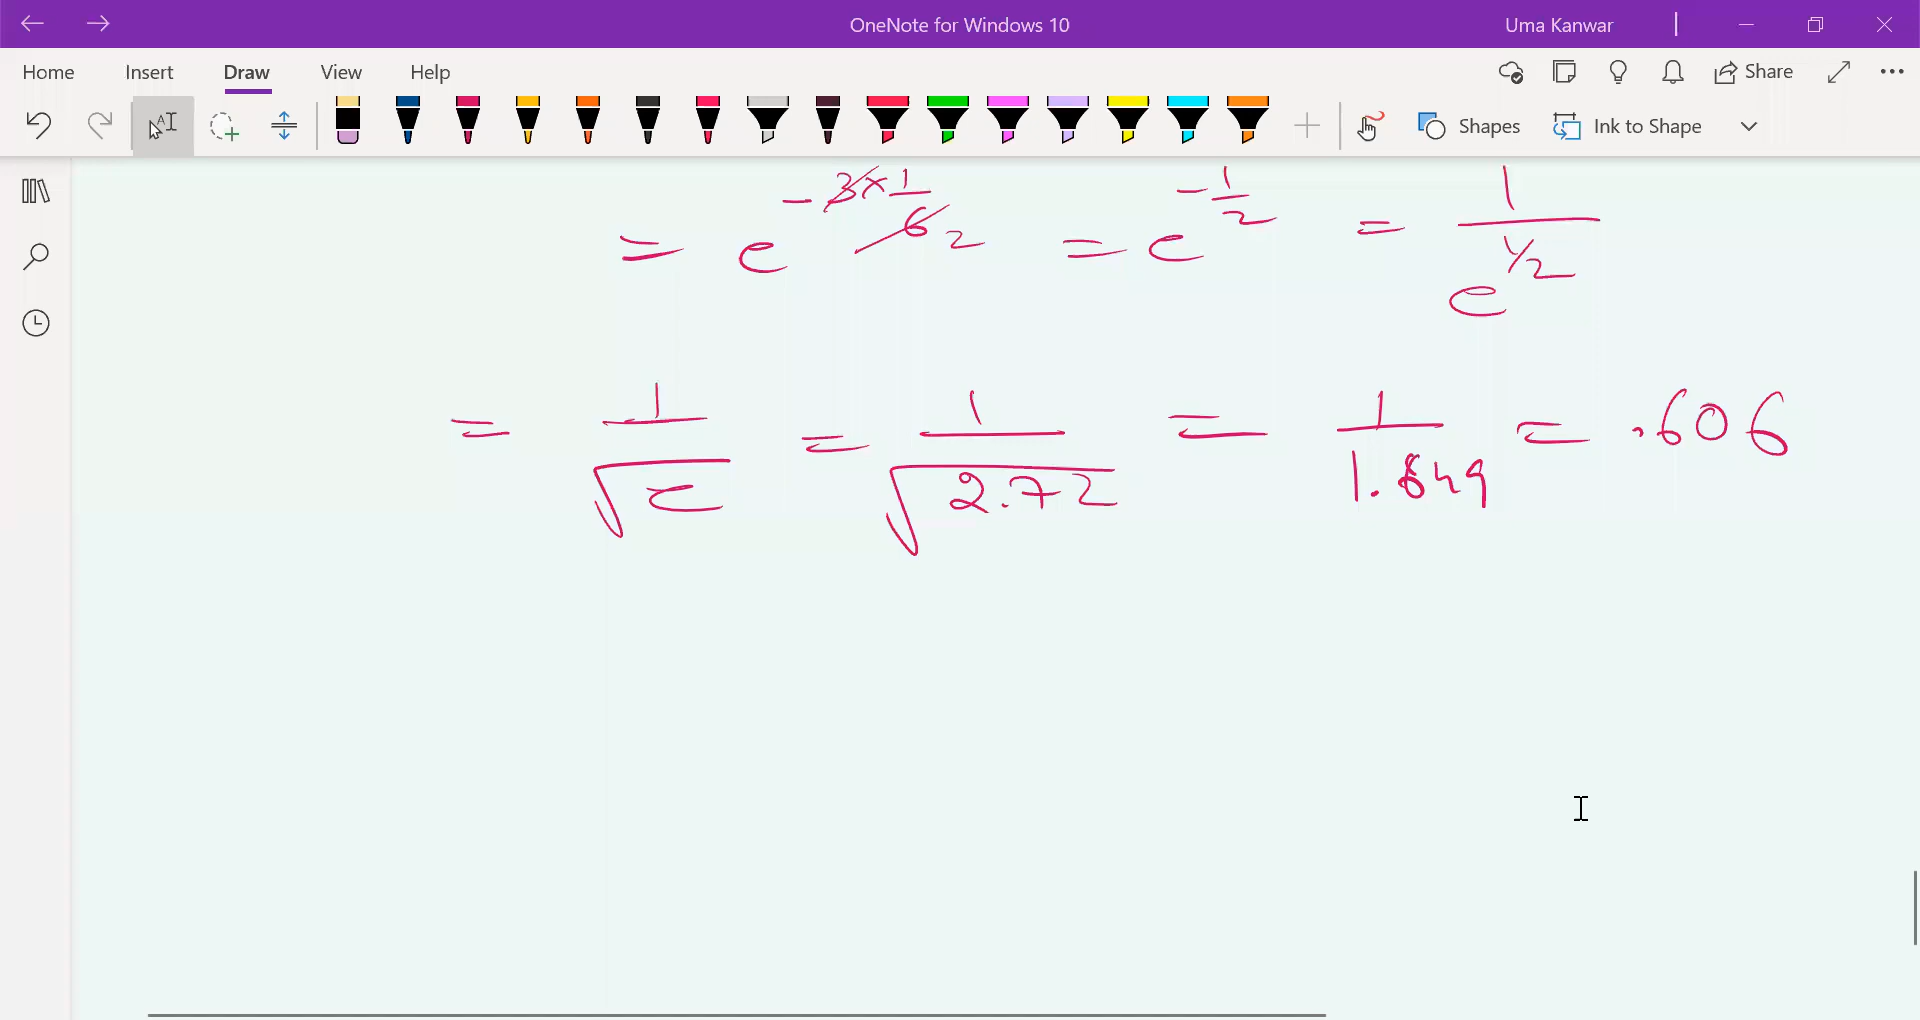 OneNote for Windows 10 Uma Kanwar
Home Insert Draw View Help Share
Shapes Ink to Shape
= e^{-3×1/6 2} = e^{-1/2} = 1/e^{1/2}
= 1/√e = 1/√2.72 = 1/1.649 = .606